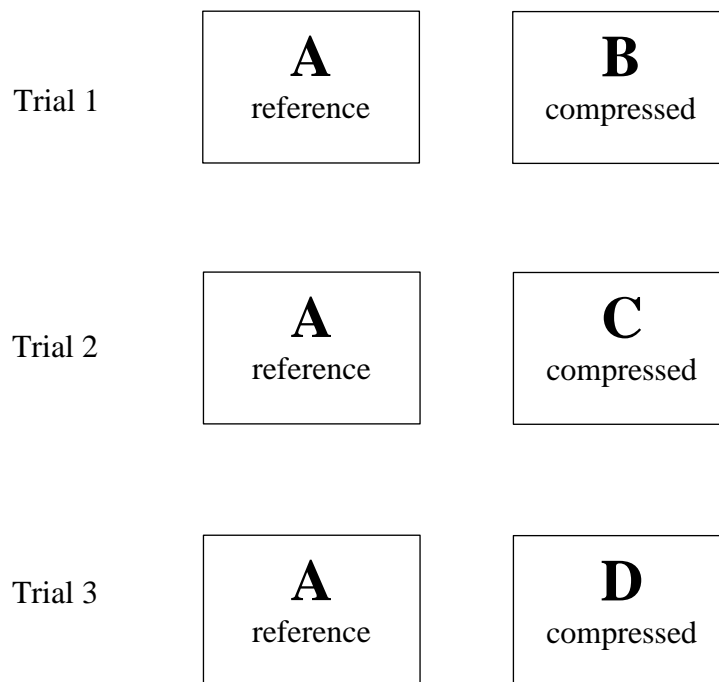 Trial 1
A
reference
B
compressed
Trial 2
A
reference
C
compressed
Trial 3
A
reference
D
compressed